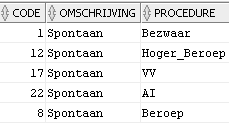 CODE OMSCHRIJVING PROCEDURE
1 Spontaan Bezwaar
12 Spontaan Hoger_Beroep
17 Spontaan VV
22 Spontaan AI
8 Spontaan Beroep